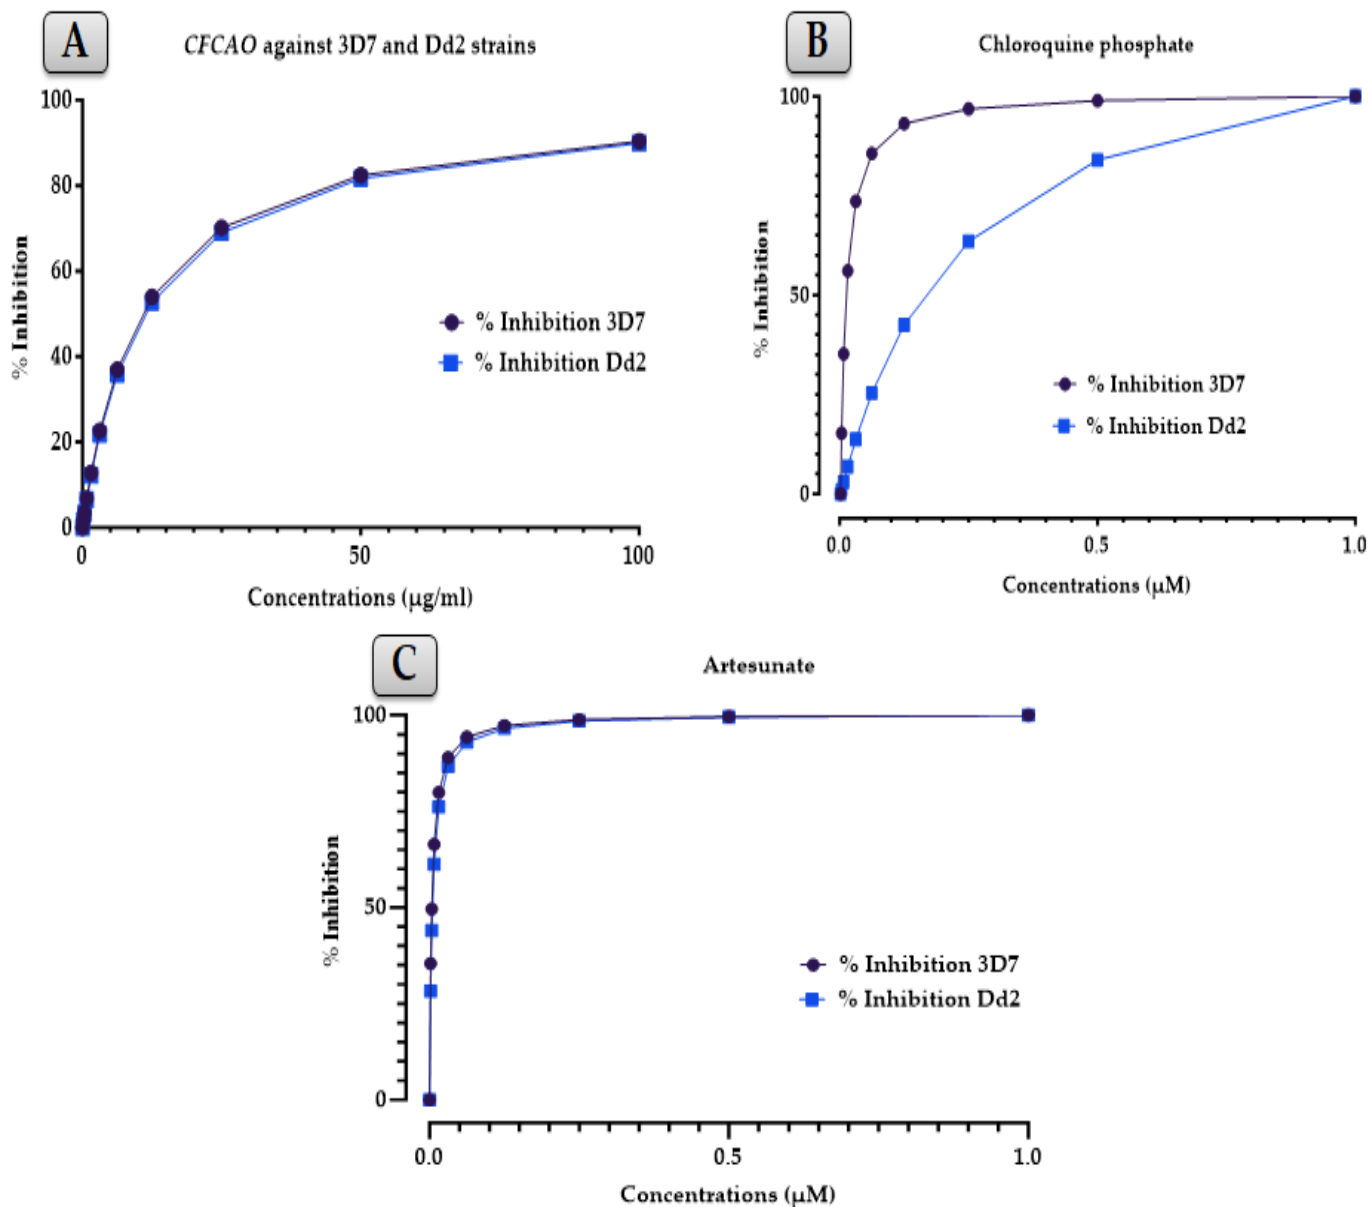 A
CFCAO against 3D7 and Dd2 strains
100
80
60
40
20
0
% Inhibition
% Inhibition 3D7
% Inhibition Dd2
0
50
100
Concentrations (µg/ml)
B
Chloroquine phosphate
100
50
0
% Inhibition
% Inhibition 3D7
% Inhibition Dd2
0.0
0.5
1.0
Concentrations (µM)
C
Artesunate
100
50
0
% Inhibition
% Inhibition 3D7
% Inhibition Dd2
0.0
0.5
1.0
Concentrations (µM)